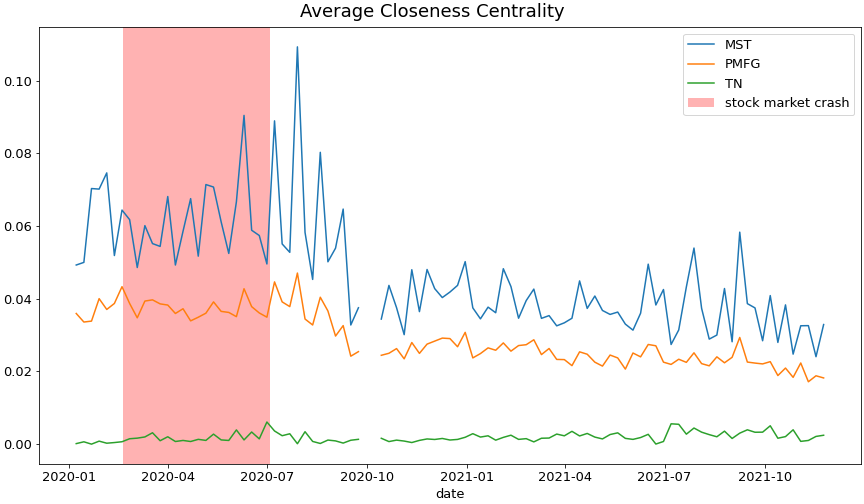 Average Closeness Centrality
MST
PMFG
TN
stock market crash
0.10
0.08
0.06
0.04
0.02
0.00
2020-01 2020-04 2020-07 2020-10 2021-01 2021-04 2021-07 2021-10
date